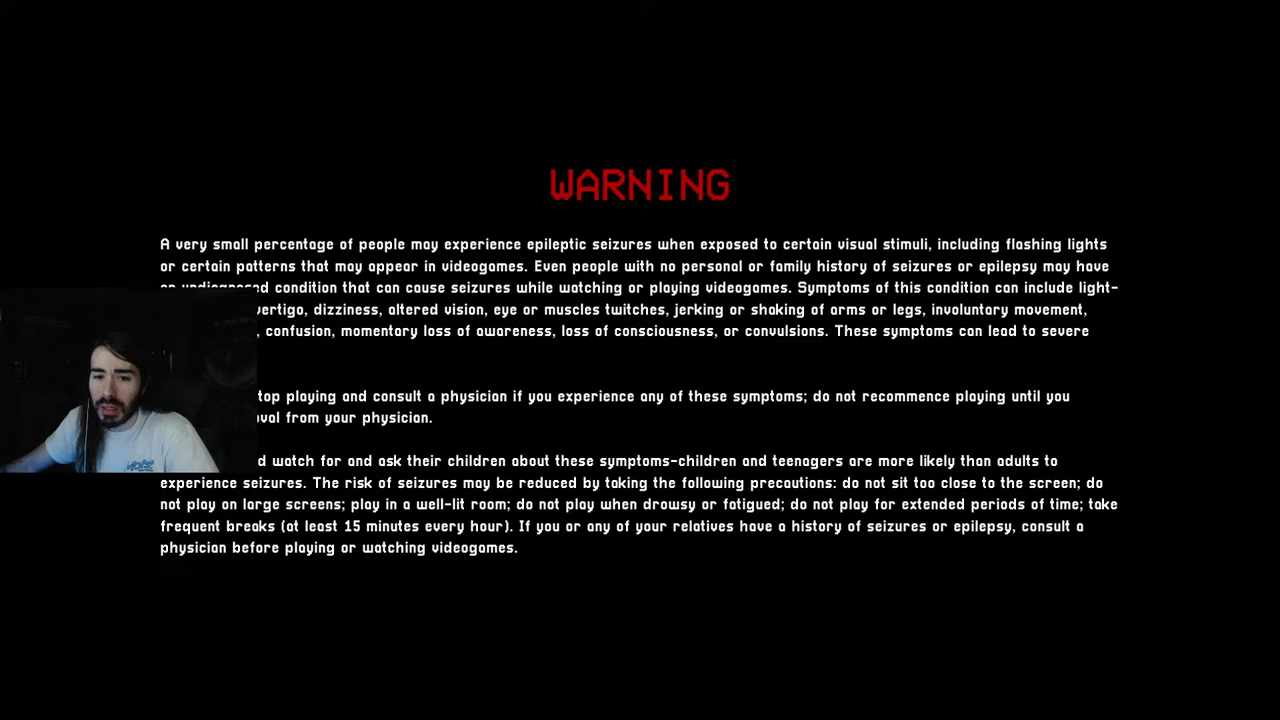 WARNING
A very small percentage of people may experience epileptic seizures when exposed to certain visual stimuli, including flashing lights
or certain patterns that may appear in videogames. Even people with no personal or family history of seizures or epilepsy may have
condition that can cause seizures while watching or playing videogames. Symptoms of this condition can include light-
vertigo, dizziness, altered vision, eye or muscles twitches, jerking or shaking of arms or legs, involuntary movement,
, confusion, momentary loss of awareness, loss of consciousness, or convulsions. These symptoms can lead to severe
playing and consult a physician if you experience any of these symptoms; do not recommence playing until you
from your physician.
watch for and ask their children about these symptoms-children and teenagers are more likely than adults to
experience seizures. The risk of seizures may be reduced by taking the following precautions: do not sit too close to the screen; do
not play on large screens; play in a well-lit room; do not play when drowsy or fatigued; do not play for extended periods of time; take
frequent breaks (at least 15 minutes every hour). If you or any of your relatives have a history of seizures or epilepsy, consult a
physician before playing or watching videogames.